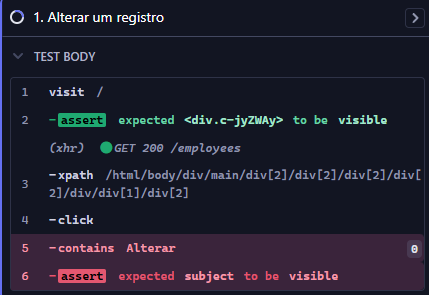 1. Alterar um registro
TEST BODY
1 visit /
2 -assert expected <div.c-jyZWAy> to be visible
(xhr) GET 200 /employees
3 -xpath /html/body/div/main/div[2]/div[2]/div[2]/div[
2]/div/div[1]/div[2]
4 -click
5 -contains Alterar 0
6 -assert expected subject to be visible